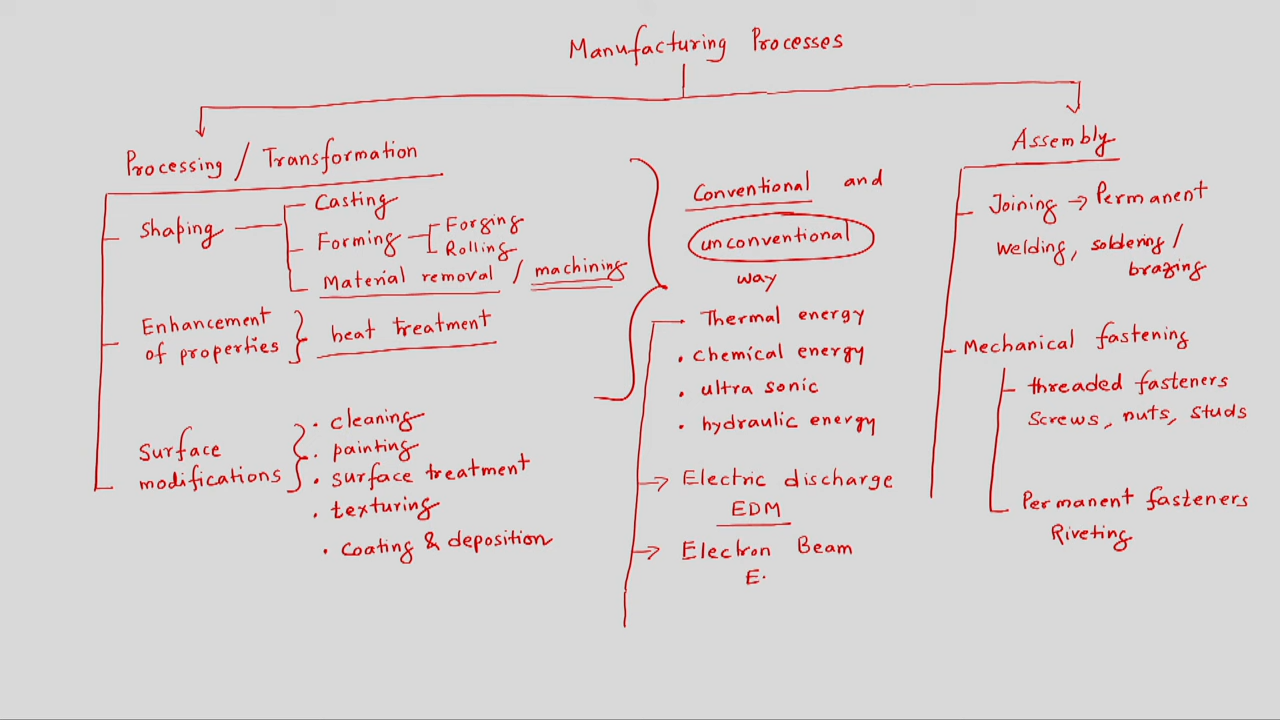 Manufacturing Processes
Processing / Transformation
Shaping
Casting
Forming
Forging
Rolling
Material removal / machining
Enhancement
of properties
heat treatment
Surface
modifications
• cleaning
• painting
• surface treatment
• texturing
• coating & deposition
Conventional and
unconventional
way
Thermal energy
• chemical energy
• ultra sonic
• hydraulic energy
Electric discharge
EDM
Electron Beam
E.
Assembly
Joining → Permanent
welding, soldering /
brazing
Mechanical fastening
threaded fasteners
Screws, nuts, studs
Permanent fasteners
Riveting